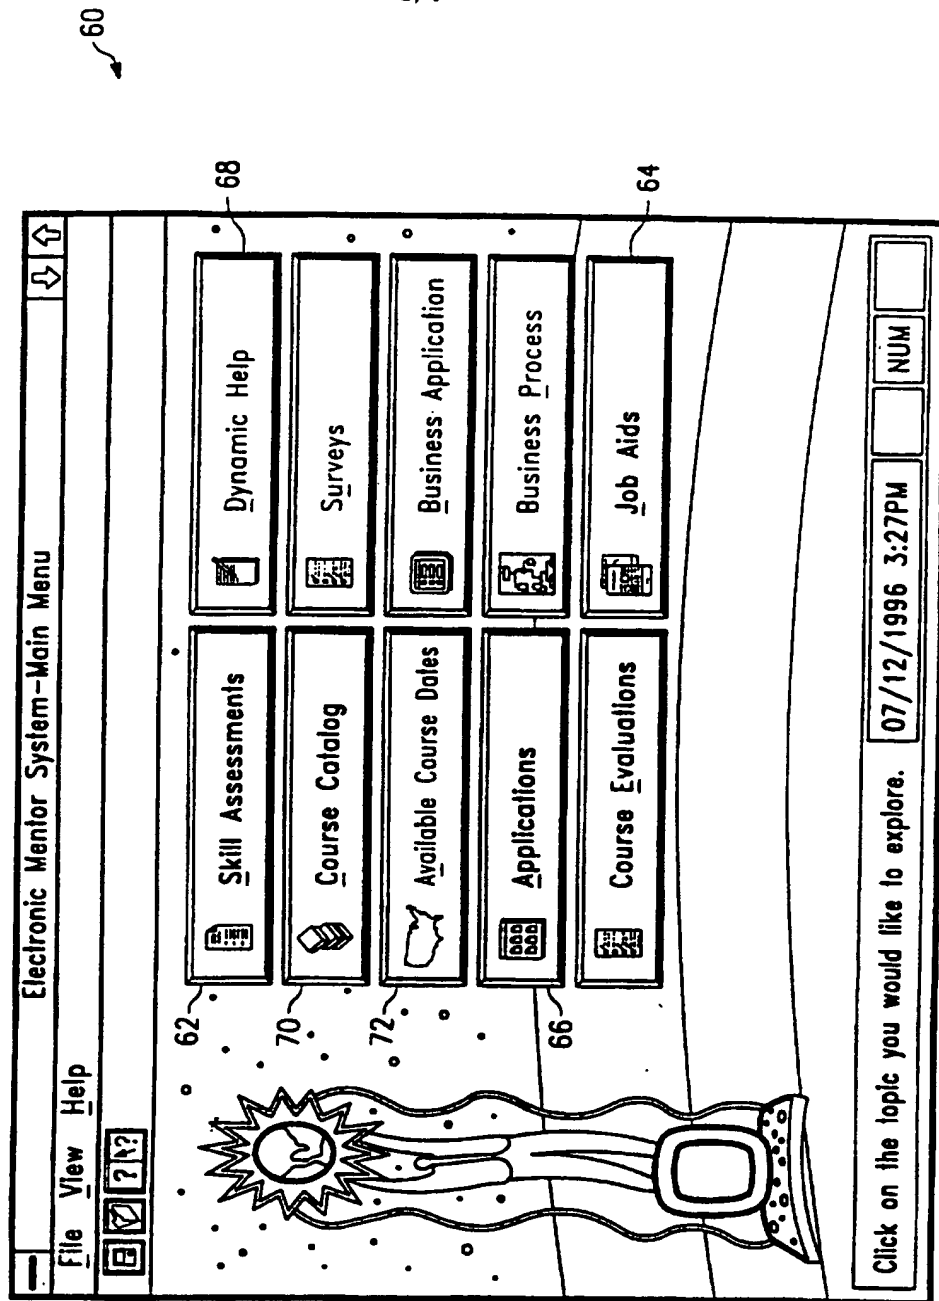 60
Electronic Mentor System-Main Menu
File View Help
? ?
62 Skill Assessments
Dynamic Help 68
70 Course Catalog
Surveys
72 Available Course Dates
Business Application
66 Applications
Business Process
Course Evaluations
Job Aids 64
Click on the topic you would like to explore. 07/12/1996 3:27PM NUM